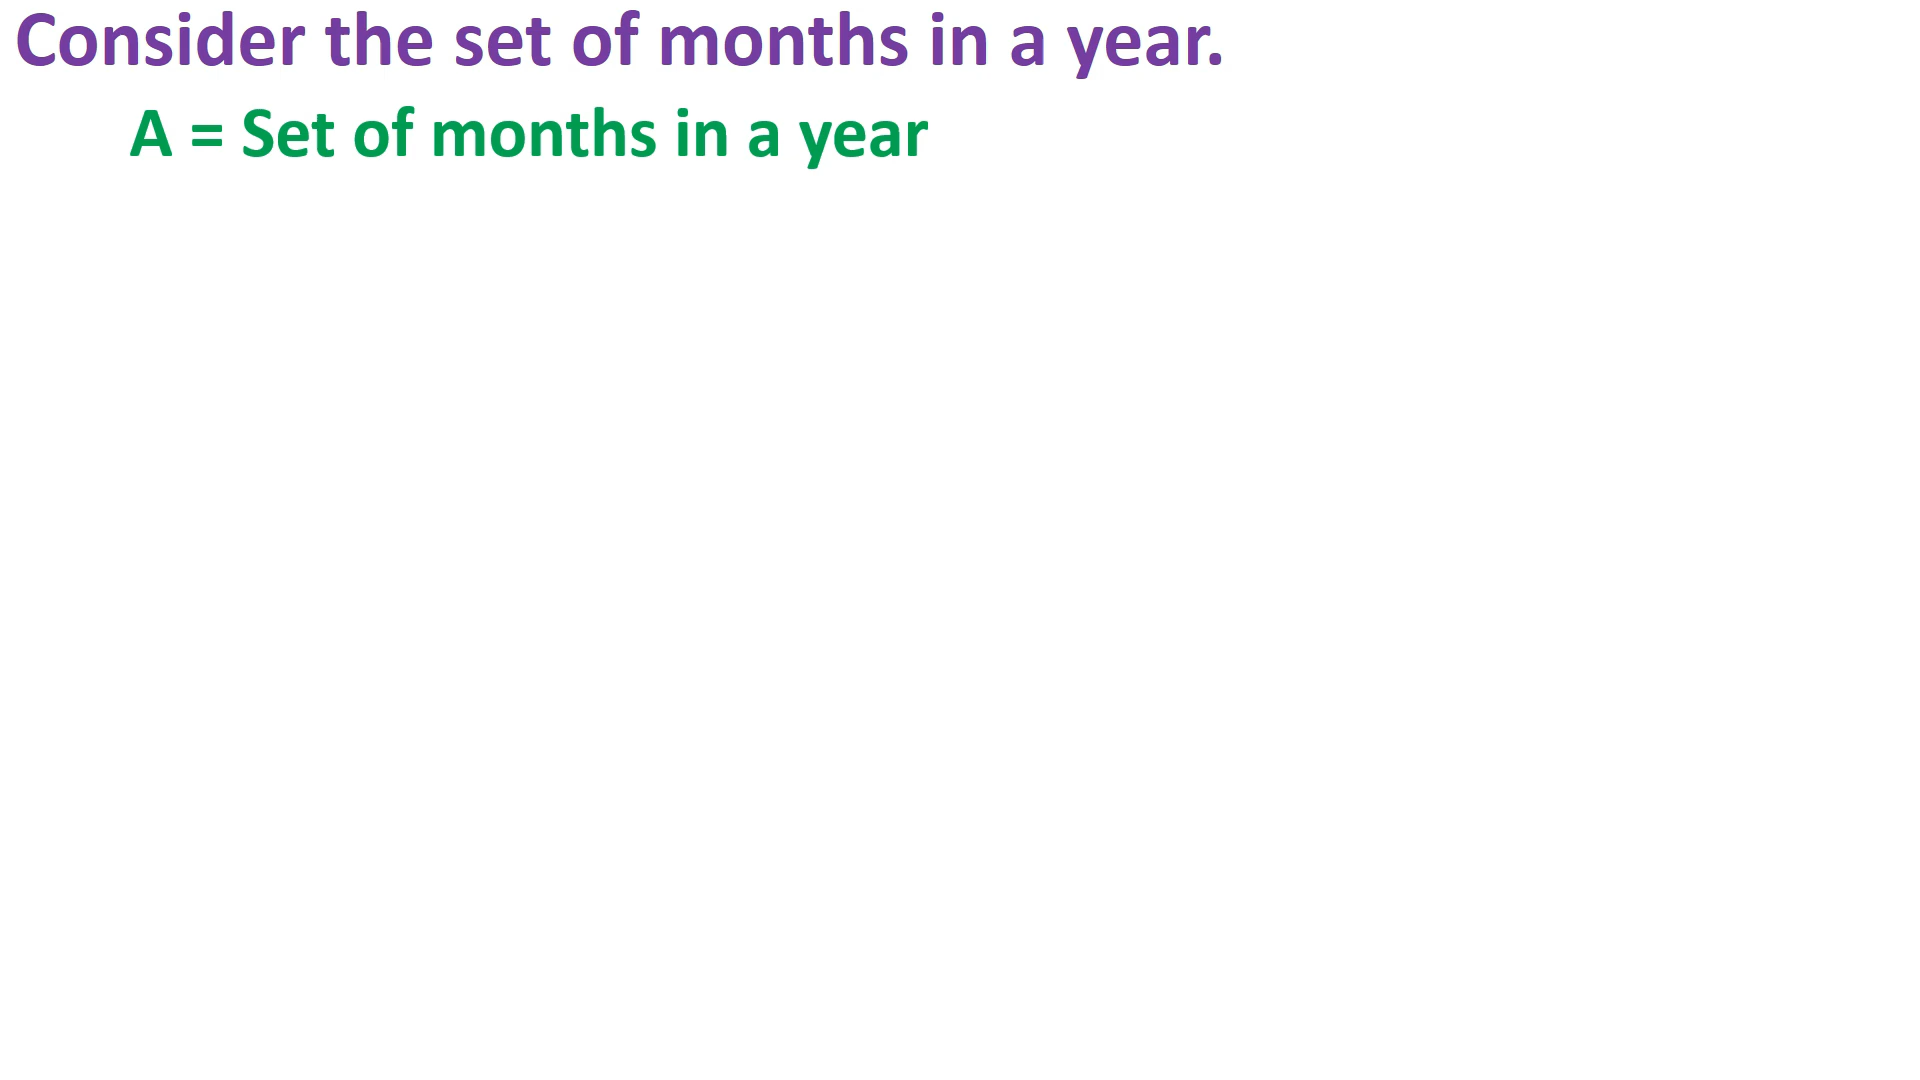 Consider the set of months in a year.
A = Set of months in a year